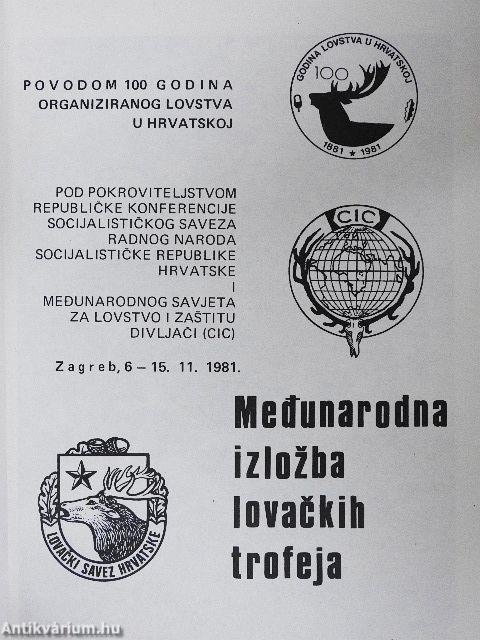 POVODOM 100 GODINA
ORGANIZIRANOG LOVSTVA
U HRVATSKOJ
GODINA LOVSTVA U HRVATSKOJ
100
1881 ★ 1981
POD POKROVITELJSTVOM
REPUBLIČKE KONFERENCIJE
SOCIJALISTIČKOG SAVEZA
RADNOG NARODA
SOCIJALISTIČKE REPUBLIKE
HRVATSKE
I
MEĐUNARODNOG SAVJETA
ZA LOVSTVO I ZAŠTITU
DIVLJAČI (CIC)
CIC
Zagreb, 6 – 15. 11. 1981.
Međunarodna
izložba
lovačkih
trofeja
LOVAČKI SAVEZ HRVATSKE
Antikvárium.hu